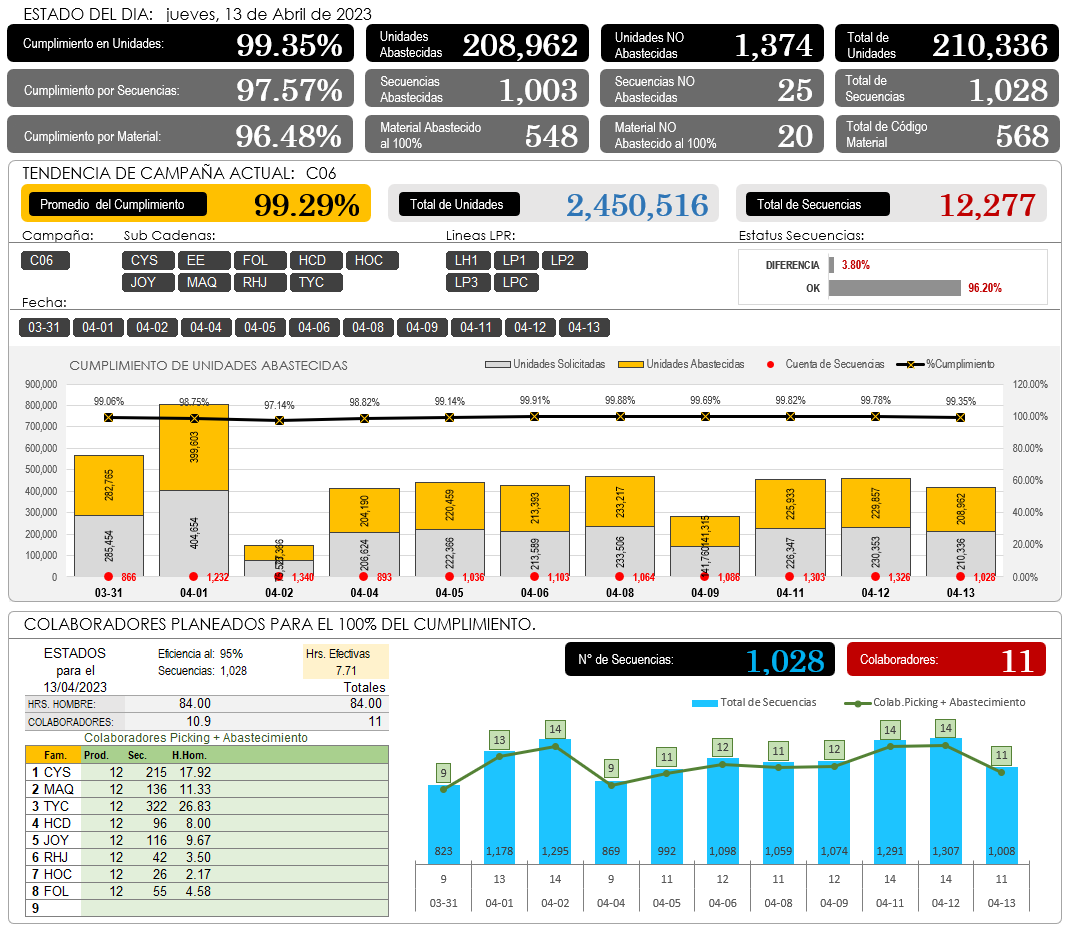 ESTADO DEL DIA: jueves, 13 de Abril de 2023
Cumplimiento en Unidades: 99.35%
Unidades Abastecidas 208,962
Unidades NO Abastecidas 1,374
Total de Unidades 210,336
Cumplimiento por Secuencias: 97.57%
Secuencias Abastecidas 1,003
Secuencias NO Abastecidas 25
Total de Secuencias 1,028
Cumplimiento por Material: 96.48%
Material Abastecido al 100% 548
Material NO Abastecido al 100% 20
Total de Código Material 568
TENDENCIA DE CAMPAÑA ACTUAL: C06
Promedio del Cumplimiento 99.29%
Total de Unidades 2,450,516
Total de Secuencias 12,277
Campaña: Sub Cadenas: Lineas LPR: Estatus Secuencias:
C06
CYS EE FOL HCD HOC
JOY MAQ RHJ TYC
LH1 LP1 LP2
LP3 LPC
DIFERENCIA 3.80%
OK 96.20%
Fecha:
03-31 04-01 04-02 04-04 04-05 04-06 04-08 04-09 04-11 04-12 04-13
CUMPLIMIENTO DE UNIDADES ABASTECIDAS
Unidades Solicitadas Unidades Abastecidas Cuenta de Secuencias %Cumplimiento
900,000
800,000
700,000
600,000
500,000
400,000
300,000
200,000
100,000
0
120.00%
100.00%
80.00%
60.00%
40.00%
20.00%
0.00%
99.06% 98.75% 97.14% 98.82% 99.14% 99.91% 99.88% 99.69% 99.82% 99.78% 99.35%
282,765 399,603 204,190 220,459 213,393 233,217 141,315 225,933 229,857 208,962
285,454 404,654 206,624 222,366 213,589 233,506 141,760 226,347 230,353 210,336
866 1,232 1,340 893 1,036 1,103 1,064 1,086 1,303 1,326 1,028
03-31 04-01 04-02 04-04 04-05 04-06 04-08 04-09 04-11 04-12 04-13
COLABORADORES PLANEADOS PARA EL 100% DEL CUMPLIMIENTO.
ESTADOS
para el
13/04/2023
Eficiencia al: 95%
Secuencias: 1,028
Hrs. Efectivas
7.71
Totales
HRS. HOMBRE: 84.00 84.00
COLABORADORES: 10.9 11
Colaboradores Picking + Abastecimiento
Fam. Prod. Sec. H.Hom.
1 CYS 12 215 17.92
2 MAQ 12 136 11.33
3 TYC 12 322 26.83
4 HCD 12 96 8.00
5 JOY 12 116 9.67
6 RHJ 12 42 3.50
7 HOC 12 26 2.17
8 FOL 12 55 4.58
9
N° de Secuencias: 1,028
Colaboradores: 11
Total de Secuencias Colab.Picking + Abastecimiento
9 13 14 9 11 12 11 12 14 14 11
823 1,178 1,295 869 992 1,098 1,059 1,074 1,291 1,307 1,008
9 13 14 9 11 12 11 12 14 14 11
03-31 04-01 04-02 04-04 04-05 04-06 04-08 04-09 04-11 04-12 04-13